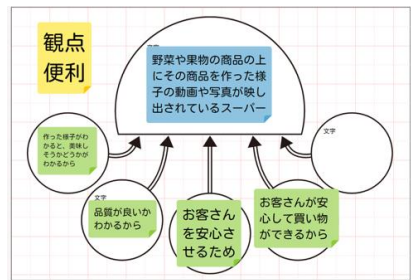 観点
便利
野菜や果物の商品の上
にその商品を作った様
子の動画や写真が映し
出されているスーパー
作った様子がわ
かると、美味し
そうかどうかが
わかるから
文字
品質が良いか
わかるから
お客さん
を安心さ
せるため
お客さんが安
心して買い物
ができるから
文字